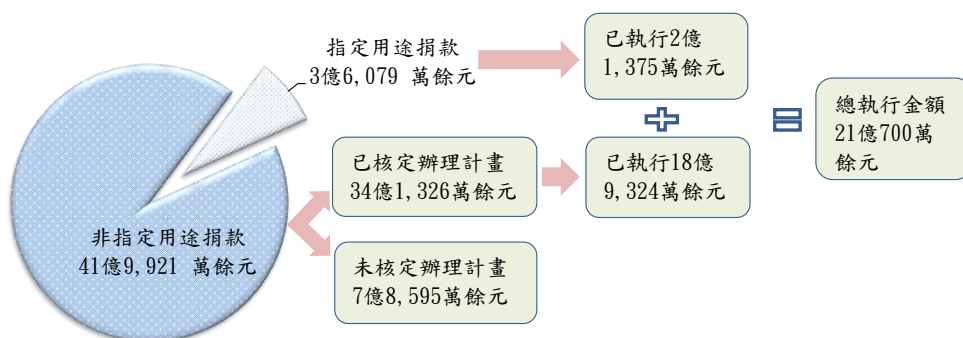 指定用途捐款
3億6,079 萬餘元
已執行2億
1,375萬餘元
總執行金額
21億700萬
餘元
已核定辦理計畫
34億1,326萬餘元
已執行18億
9,324萬餘元
非指定用途捐款
41億9,921 萬餘元
未核定辦理計畫
7億8,595萬餘元